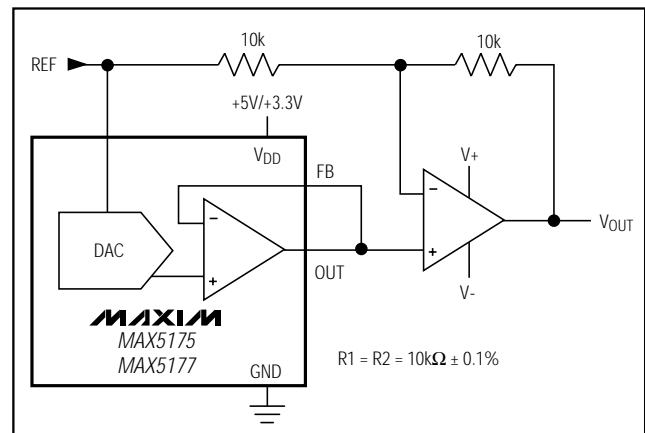 10k
10k
REF
+5V/+3.3V
VDD
FB
V+
−
−
DAC
VOUT
+
+
OUT
V-
MAXIM
MAX5175
MAX5177
R1 = R2 = 10kΩ ± 0.1%
GND